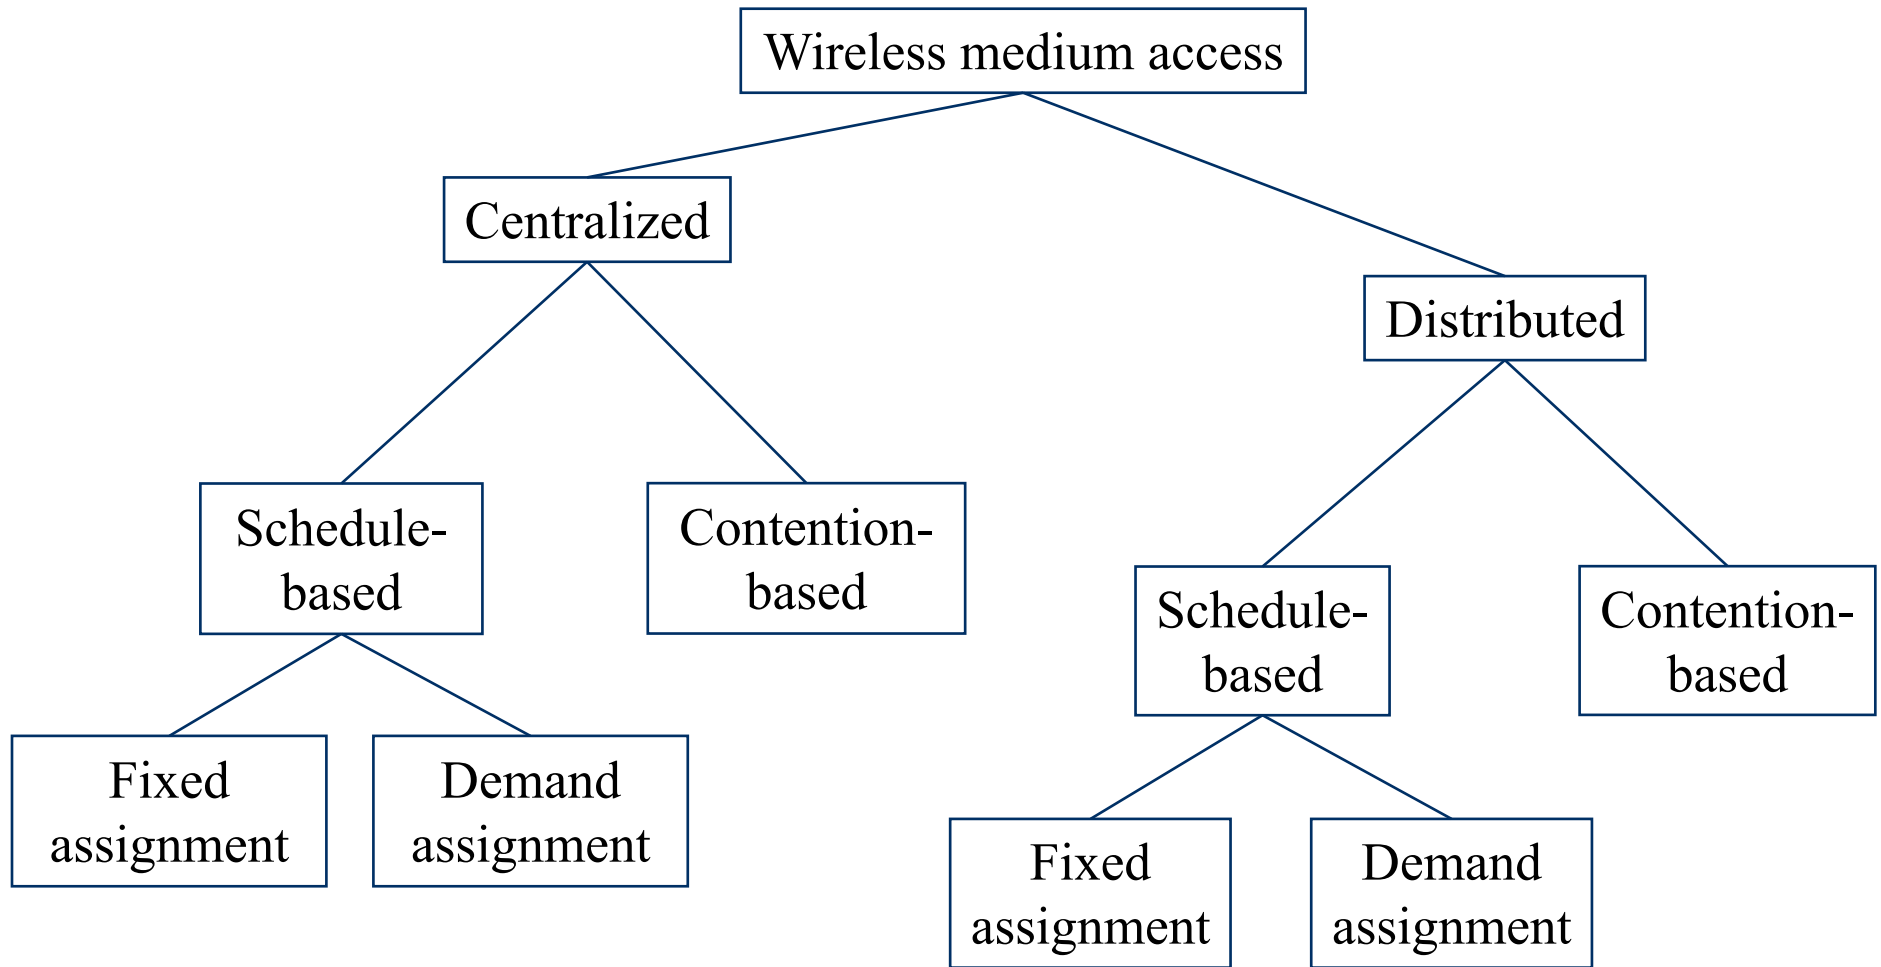 Wireless medium access
Centralized
Distributed
Schedule-
based
Contention-
based
Schedule-
based
Contention-
based
Fixed
assignment
Demand
assignment
Fixed
assignment
Demand
assignment